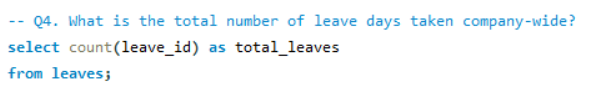 -- Q4. What is the total number of leave days taken company-wide?
select count(leave_id) as total_leaves
from leaves;